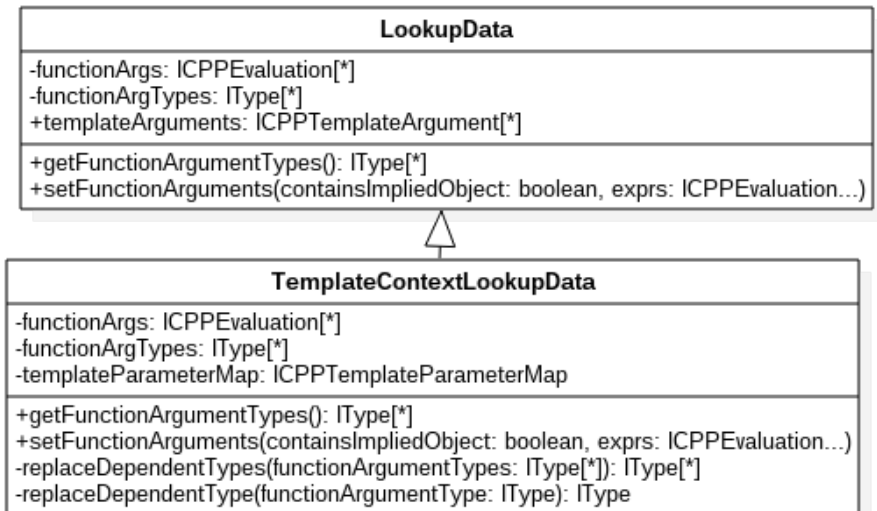 LookupData
-functionArgs: ICPPEvaluation[*]
-functionArgTypes: IType[*]
+templateArguments: ICPPTemplateArgument[*]
+getFunctionArgumentTypes(): IType[*]
+setFunctionArguments(containsImpliedObject: boolean, exprs: ICPPEvaluation...)
TemplateContextLookupData
-functionArgs: ICPPEvaluation[*]
-functionArgTypes: IType[*]
-templateParameterMap: ICPPTemplateParameterMap
+getFunctionArgumentTypes(): IType[*]
+setFunctionArguments(containsImpliedObject: boolean, exprs: ICPPEvaluation...)
-replaceDependentTypes(functionArgumentTypes: IType[*]): IType[*]
-replaceDependentType(functionArgumentType: IType): IType